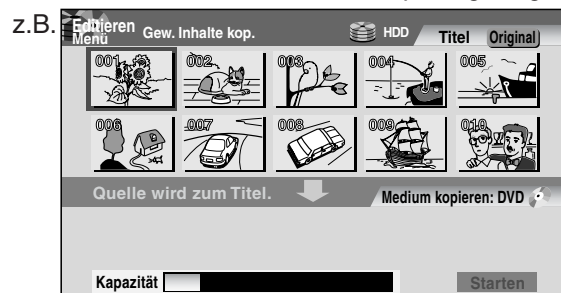 z.B.
Editieren
Menü Gew. Inhalte kop. HDD Titel Original
001 002 003 004 005
006 007 008 009 010
Quelle wird zum Titel. Medium kopieren: DVD
Kapazität Starten